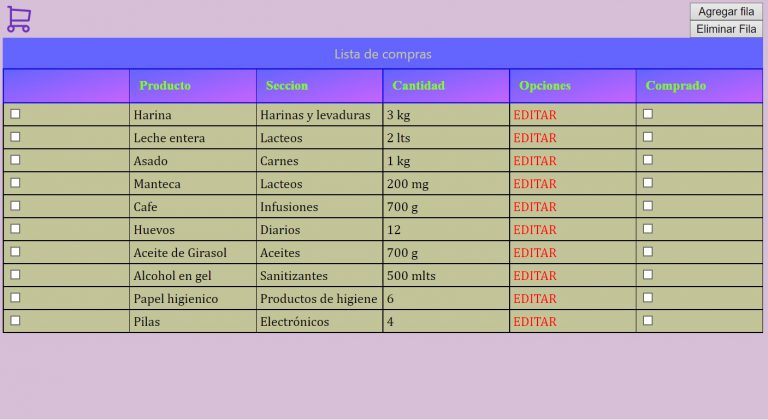 Agregar fila
Eliminar Fila
Lista de compras
Producto Seccion Cantidad Opciones Comprado
Harina Harinas y levaduras 3 kg EDITAR
Leche entera Lacteos 2 lts EDITAR
Asado Carnes 1 kg EDITAR
Manteca Lacteos 200 mg EDITAR
Cafe Infusiones 700 g EDITAR
Huevos Diarios 12 EDITAR
Aceite de Girasol Aceites 700 g EDITAR
Alcohol en gel Sanitizantes 500 mlts EDITAR
Papel higienico Productos de higiene 6 EDITAR
Pilas Electrónicos 4 EDITAR